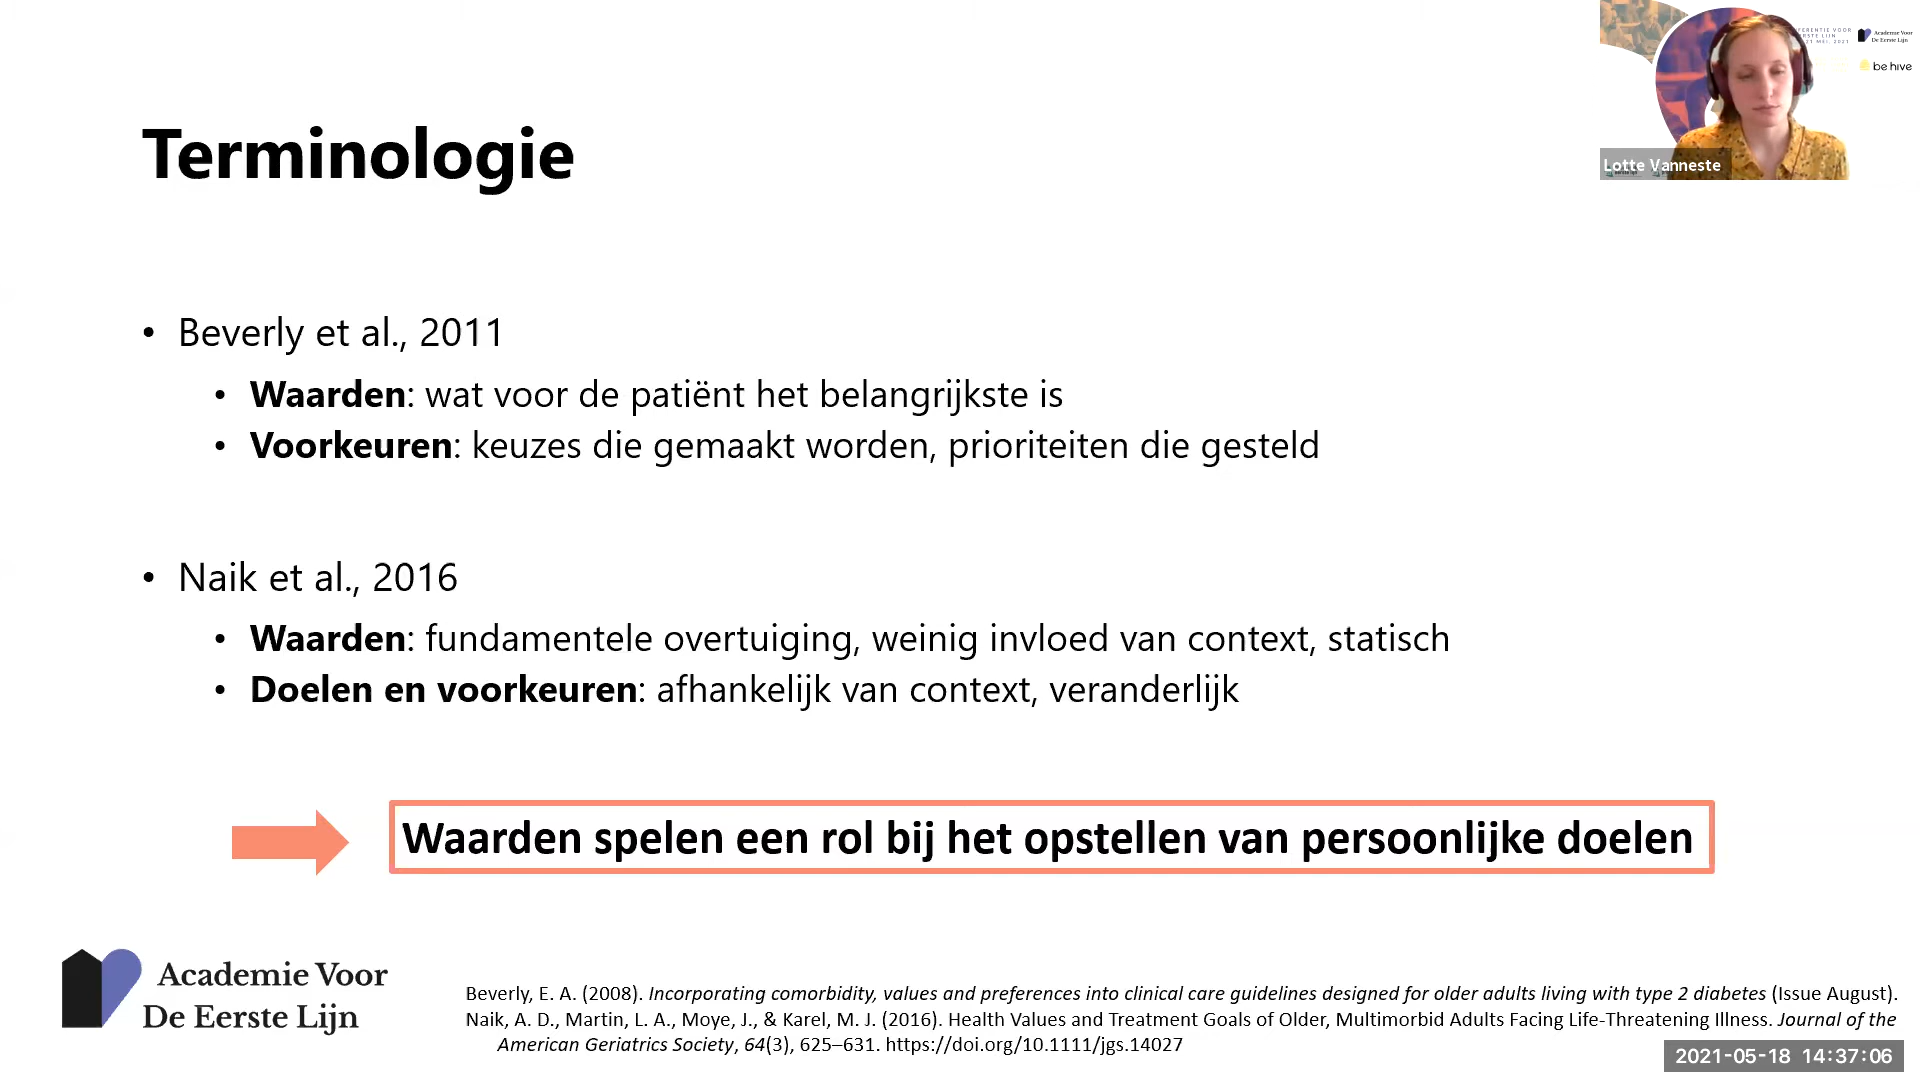 Terminologie
• Beverly et al., 2011
• Waarden: wat voor de patiënt het belangrijkste is
• Voorkeuren: keuzes die gemaakt worden, prioriteiten die gesteld
• Naik et al., 2016
• Waarden: fundamentele overtuiging, weinig invloed van context, statisch
• Doelen en voorkeuren: afhankelijk van context, veranderlijk
Waarden spelen een rol bij het opstellen van persoonlijke doelen
Academie Voor
De Eerste Lijn
Beverly, E. A. (2008). Incorporating comorbidity, values and preferences into clinical care guidelines designed for older adults living with type 2 diabetes (Issue August).
Naik, A. D., Martin, L. A., Moye, J., & Karel, M. J. (2016). Health Values and Treatment Goals of Older, Multimorbid Adults Facing Life-Threatening Illness. Journal of the
American Geriatrics Society, 64(3), 625–631. https://doi.org/10.1111/jgs.14027
2021-05-18 14:37:06
Academie Voor
De Eerste Lijn
be hive
Lotte Vanneste